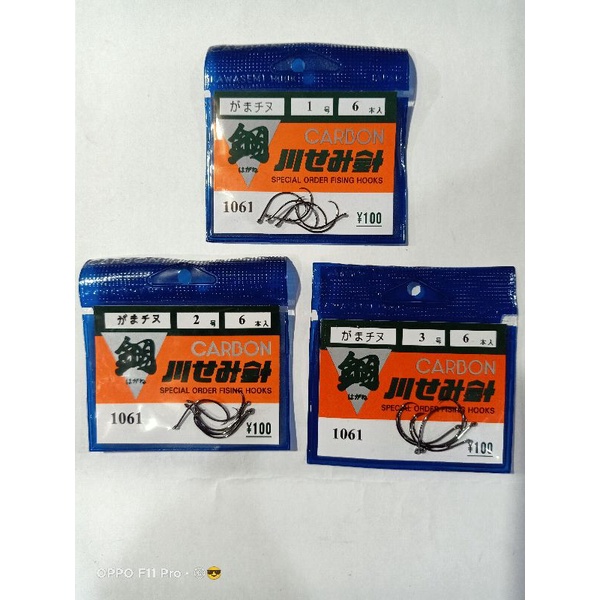 がまチヌ 1号 6本入
鋼 CARBON
はがね 川せみ針
SPECIAL ORDER FISING HOOKS
1061
¥100
がまチヌ 2号 6本入
鋼 CARBON
はがね 川せみ針
SPECIAL ORDER FISING HOOKS
1061
¥100
がまチヌ 3号 6本入
鋼 CARBON
はがね 川せみ針
SPECIAL ORDER FISING HOOKS
1061
¥100
OPPO F11 Pro